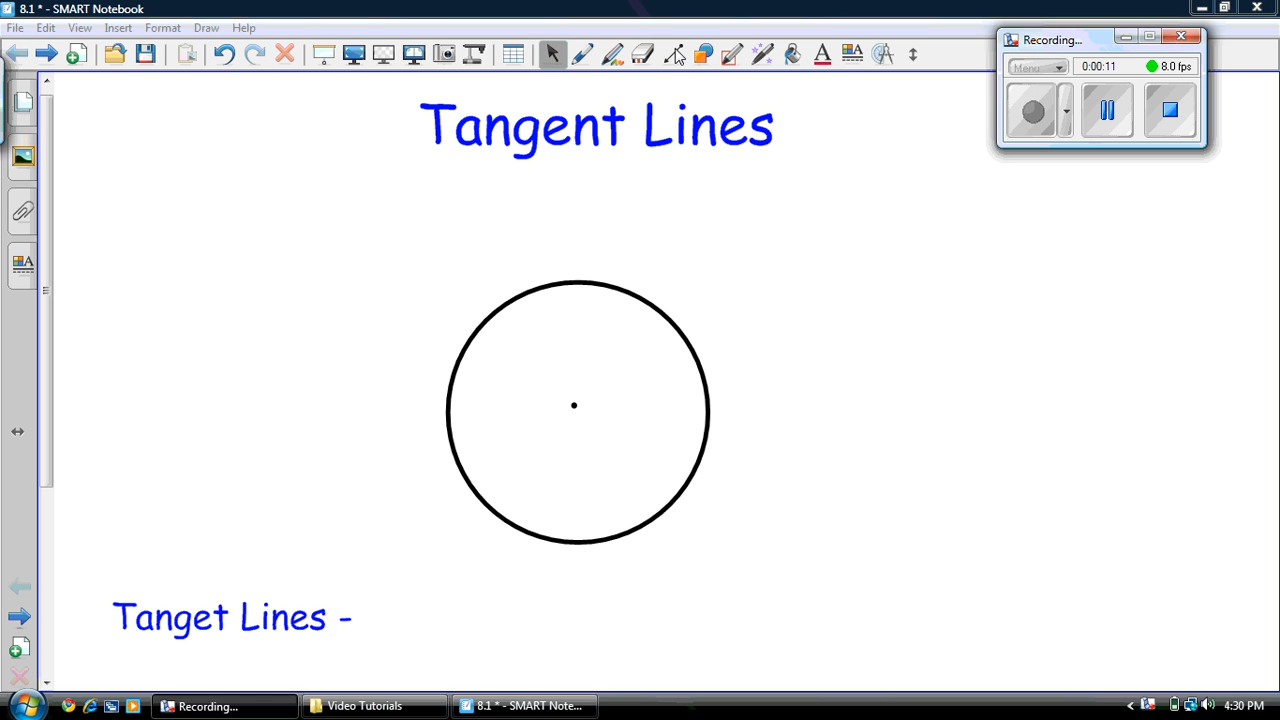 8.1 * - SMART Notebook
File Edit View Insert Format Draw Help
Recording...
Menu 0:00:11 8.0 fps
Tangent Lines
Tanget Lines -
Recording... Video Tutorials 8.1 * - SMART Note... 4:30 PM